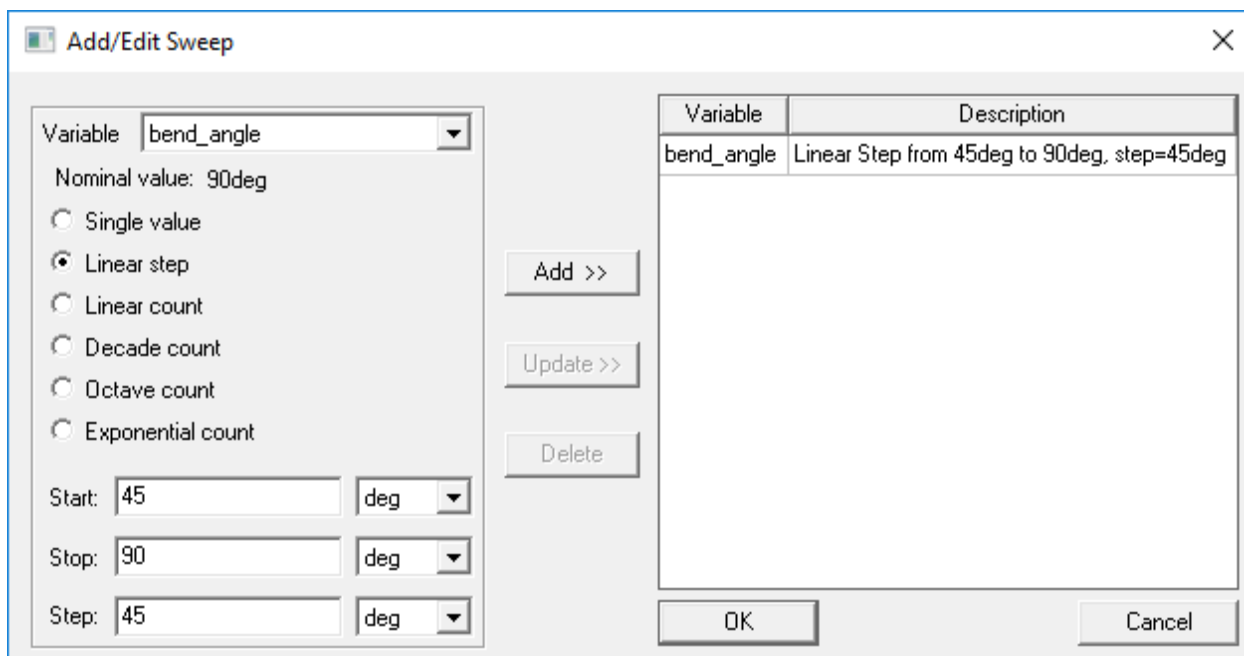 Add/Edit Sweep
Variable bend_angle
Nominal value: 90deg
Single value
Linear step
Linear count
Decade count
Octave count
Exponential count
Start: 45 deg
Stop: 90 deg
Step: 45 deg
Add >>
Update >>
Delete
Variable Description
bend_angle Linear Step from 45deg to 90deg, step=45deg
OK Cancel